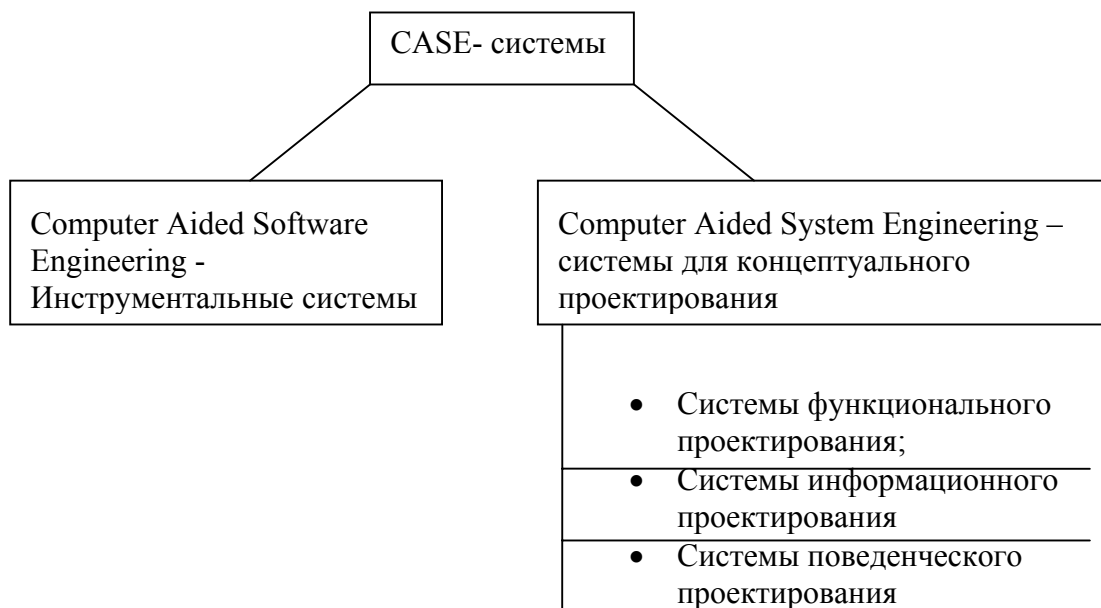 CASE- системы
Computer Aided Software
Engineering -
Инструментальные системы
Computer Aided System Engineering –
системы для концептуального
проектирования
• Системы функционального
проектирования;
• Системы информационного
проектирования
• Системы поведенческого
проектирования